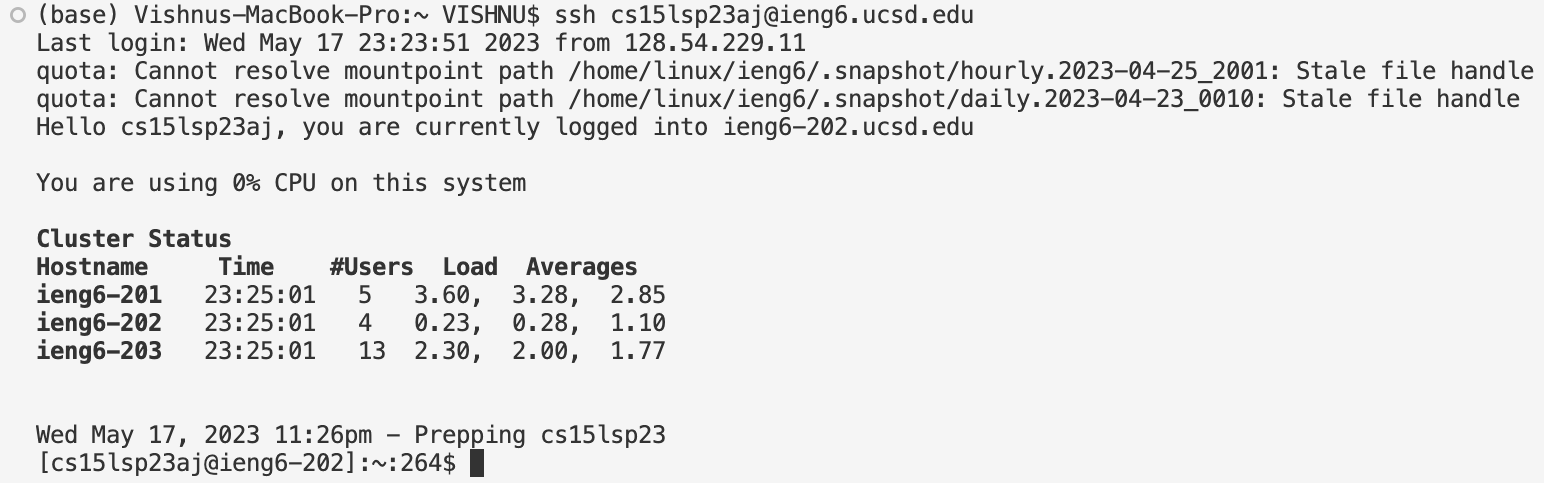 (base) Vishnus-MacBook-Pro:~ VISHNU$ ssh cs15lsp23aj@ieng6.ucsd.edu
Last login: Wed May 17 23:23:51 2023 from 128.54.229.11
quota: Cannot resolve mountpoint path /home/linux/ieng6/.snapshot/hourly.2023-04-25_2001: Stale file handle
quota: Cannot resolve mountpoint path /home/linux/ieng6/.snapshot/daily.2023-04-23_0010: Stale file handle
Hello cs15lsp23aj, you are currently logged into ieng6-202.ucsd.edu
You are using 0% CPU on this system
Cluster Status
Hostname     Time    #Users  Load  Averages
ieng6-201   23:25:01   5   3.60,  3.28,  2.85
ieng6-202   23:25:01   4   0.23,  0.28,  1.10
ieng6-203   23:25:01   13  2.30,  2.00,  1.77
Wed May 17, 2023 11:26pm - Prepping cs15lsp23
[cs15lsp23aj@ieng6-202]:~:264$